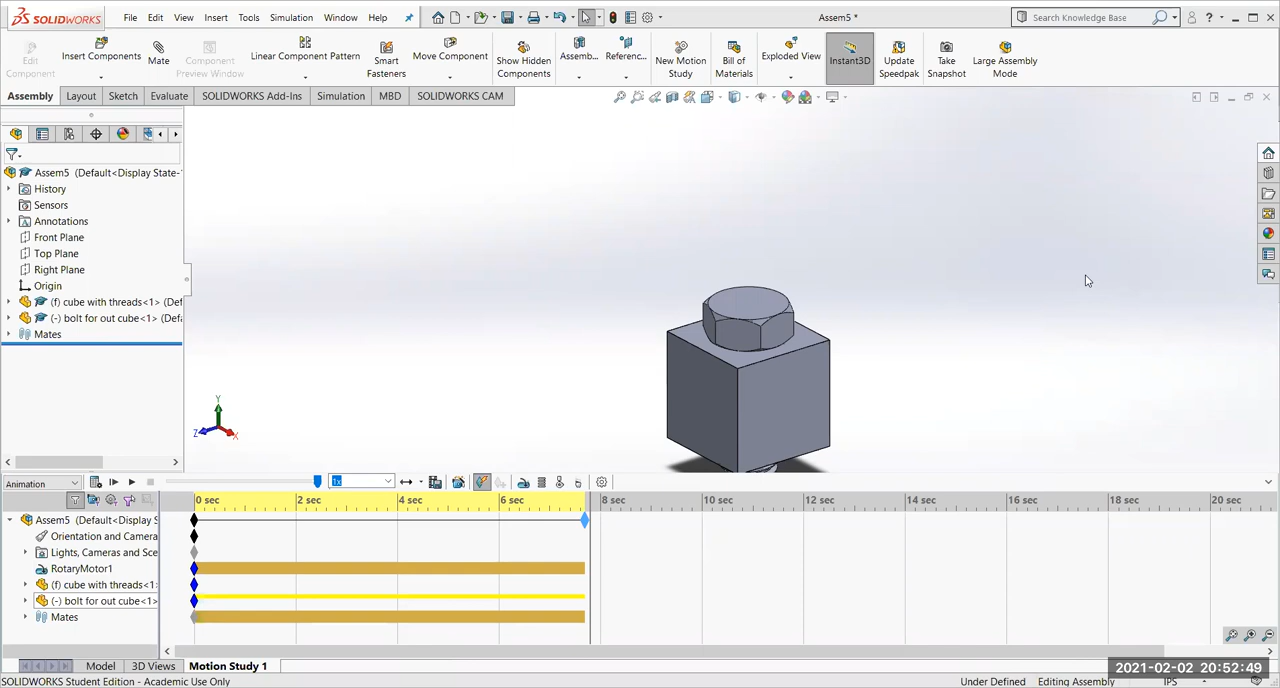 SOLIDWORKS File Edit View Insert Tools Simulation Window Help Assem5 * Search Knowledge Base ?
Edit Component
Insert Components
Mate
Component Preview Window
Linear Component Pattern
Smart Fasteners
Move Component
Show Hidden Components
Assemb...
Referenc...
New Motion Study
Bill of Materials
Exploded View
Instant3D
Update Speedpak
Take Snapshot
Large Assembly Mode
Assembly Layout Sketch Evaluate SOLIDWORKS Add-Ins Simulation MBD SOLIDWORKS CAM
Assem5 (Default<Display State-
History
Sensors
Annotations
Front Plane
Top Plane
Right Plane
Origin
(f) cube with threads<1> (Def
(-) bolt for out cube<1> (Defa
Mates
Y
Z X
Animation 1x
0 sec 2 sec 4 sec 6 sec 8 sec 10 sec 12 sec 14 sec 16 sec 18 sec 20 sec
Assem5 (Default<Display S
Orientation and Camera
Lights, Cameras and Sce
RotaryMotor1
(f) cube with threads<1>
(-) bolt for out cube<1>
Mates
Model 3D Views Motion Study 1
2021-02-02 20:52:49
SOLIDWORKS Student Edition - Academic Use Only Under Defined Editing Assembly IPS